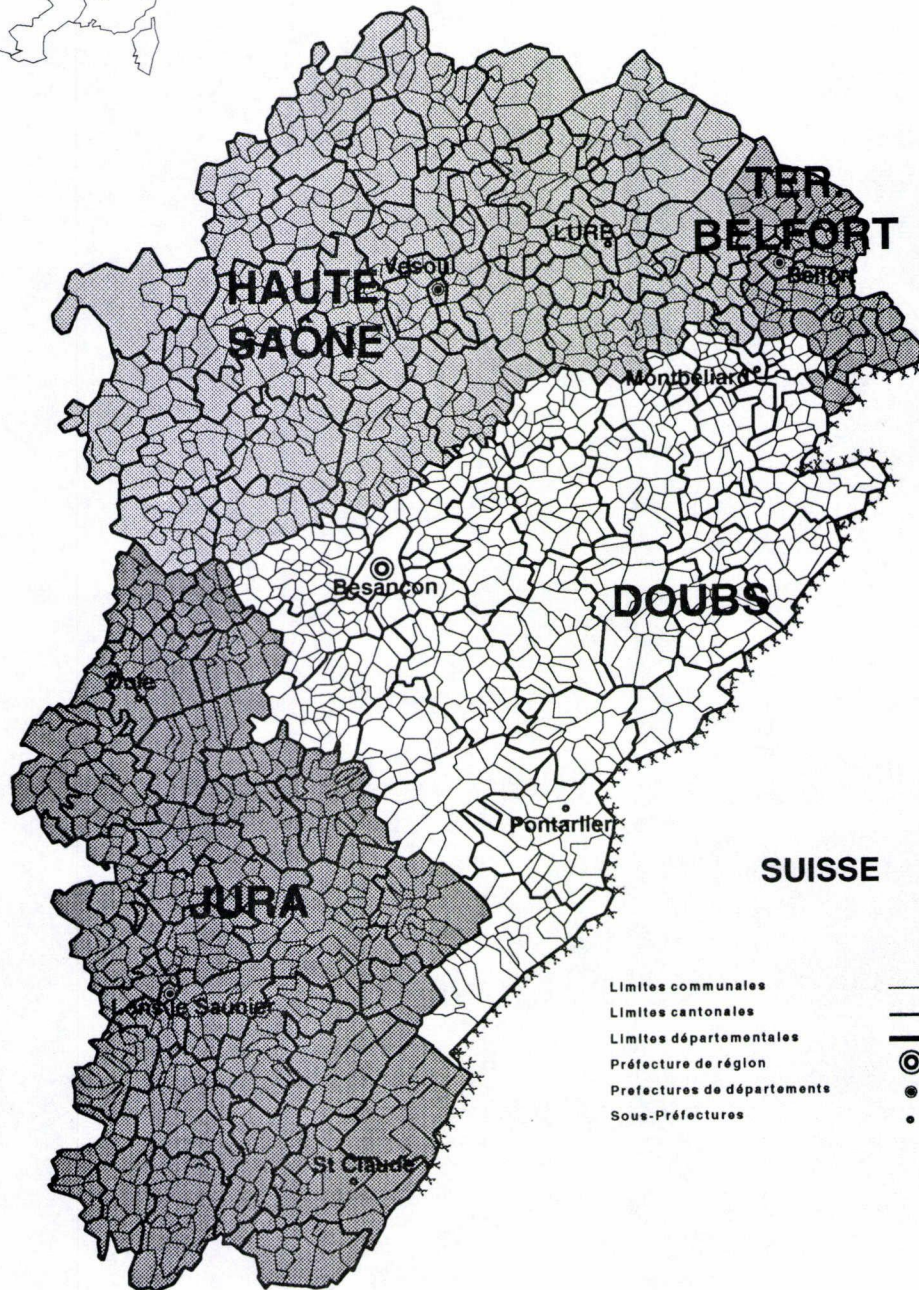 TER.
BELFORT
LURE
Vesoul
Belfort
HAUTE
SAÔNE
Montbéliard
Besançon
DOUBS
Dole
Pontarlier
SUISSE
JURA
Lons le Saunier
Limites communales
Limites cantonales
Limites départementales
Préfecture de région
Prefectures de départements
Sous-Préfectures
St Claude